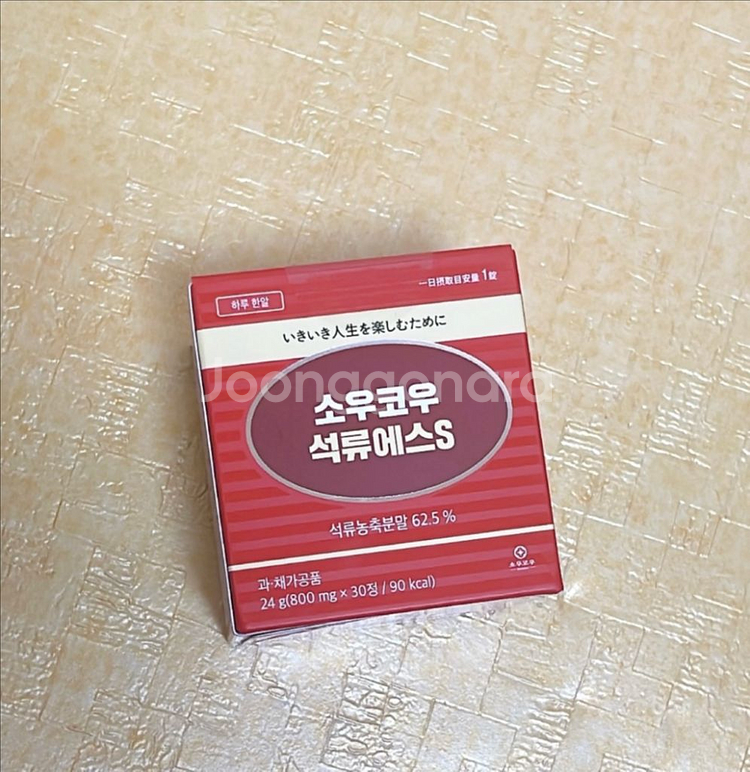 하루 한알
一日摂取目安量 1錠
いきいき人生を楽しむために
Joonggonara
소우코우
석류에스S
석류농축분말 62.5 %
과·채가공품
24 g(800 mg × 30정 / 90 kcal)
소우코우